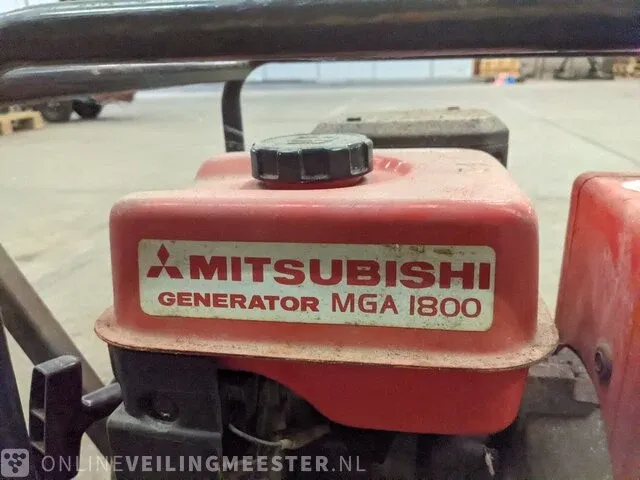 MITSUBISHI
GENERATOR MGA 1800
ONLINEVEILINGMEESTER.NL